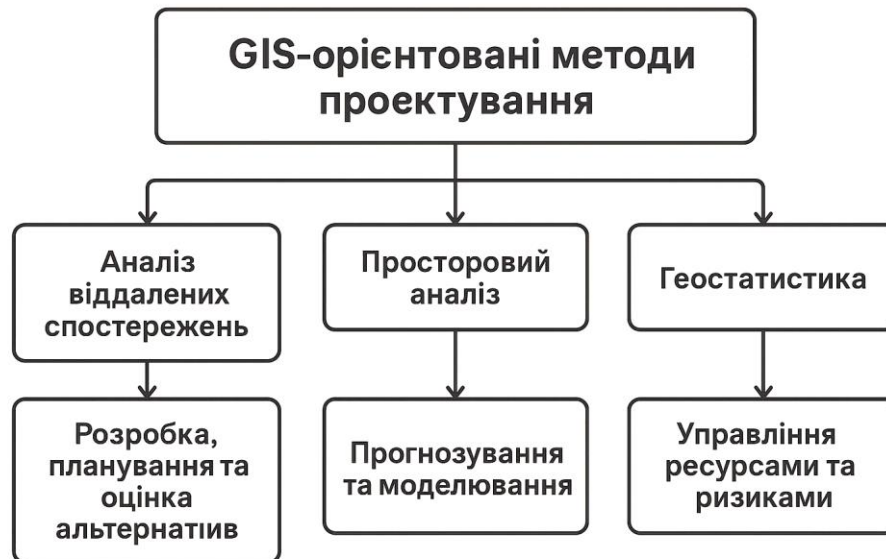 GIS-орієнтовані методи
проектування
Аналіз
віддалених
спостережень
Просторовий
аналіз
Геостатистика
Розробка,
планування та
оцінка
альтернатıив
Прогнозування
та моделювання
Управління
ресурсами та
ризиками